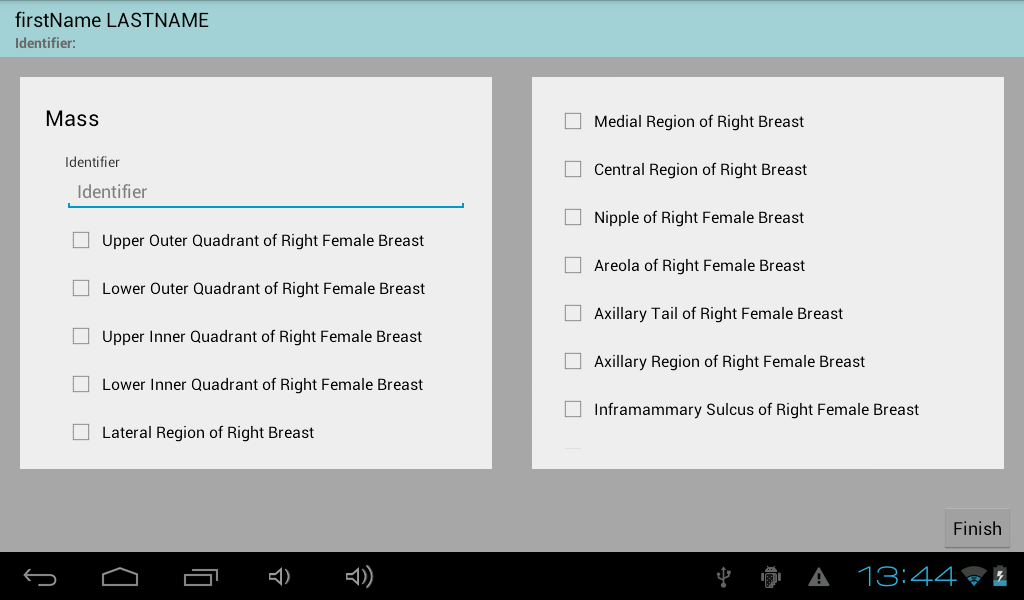 firstName LASTNAME
Identifier:
Mass
Identifier
Identifier
Upper Outer Quadrant of Right Female Breast
Lower Outer Quadrant of Right Female Breast
Upper Inner Quadrant of Right Female Breast
Lower Inner Quadrant of Right Female Breast
Lateral Region of Right Breast
Medial Region of Right Breast
Central Region of Right Breast
Nipple of Right Female Breast
Areola of Right Female Breast
Axillary Tail of Right Female Breast
Axillary Region of Right Female Breast
Inframammary Sulcus of Right Female Breast
Finish
13:44